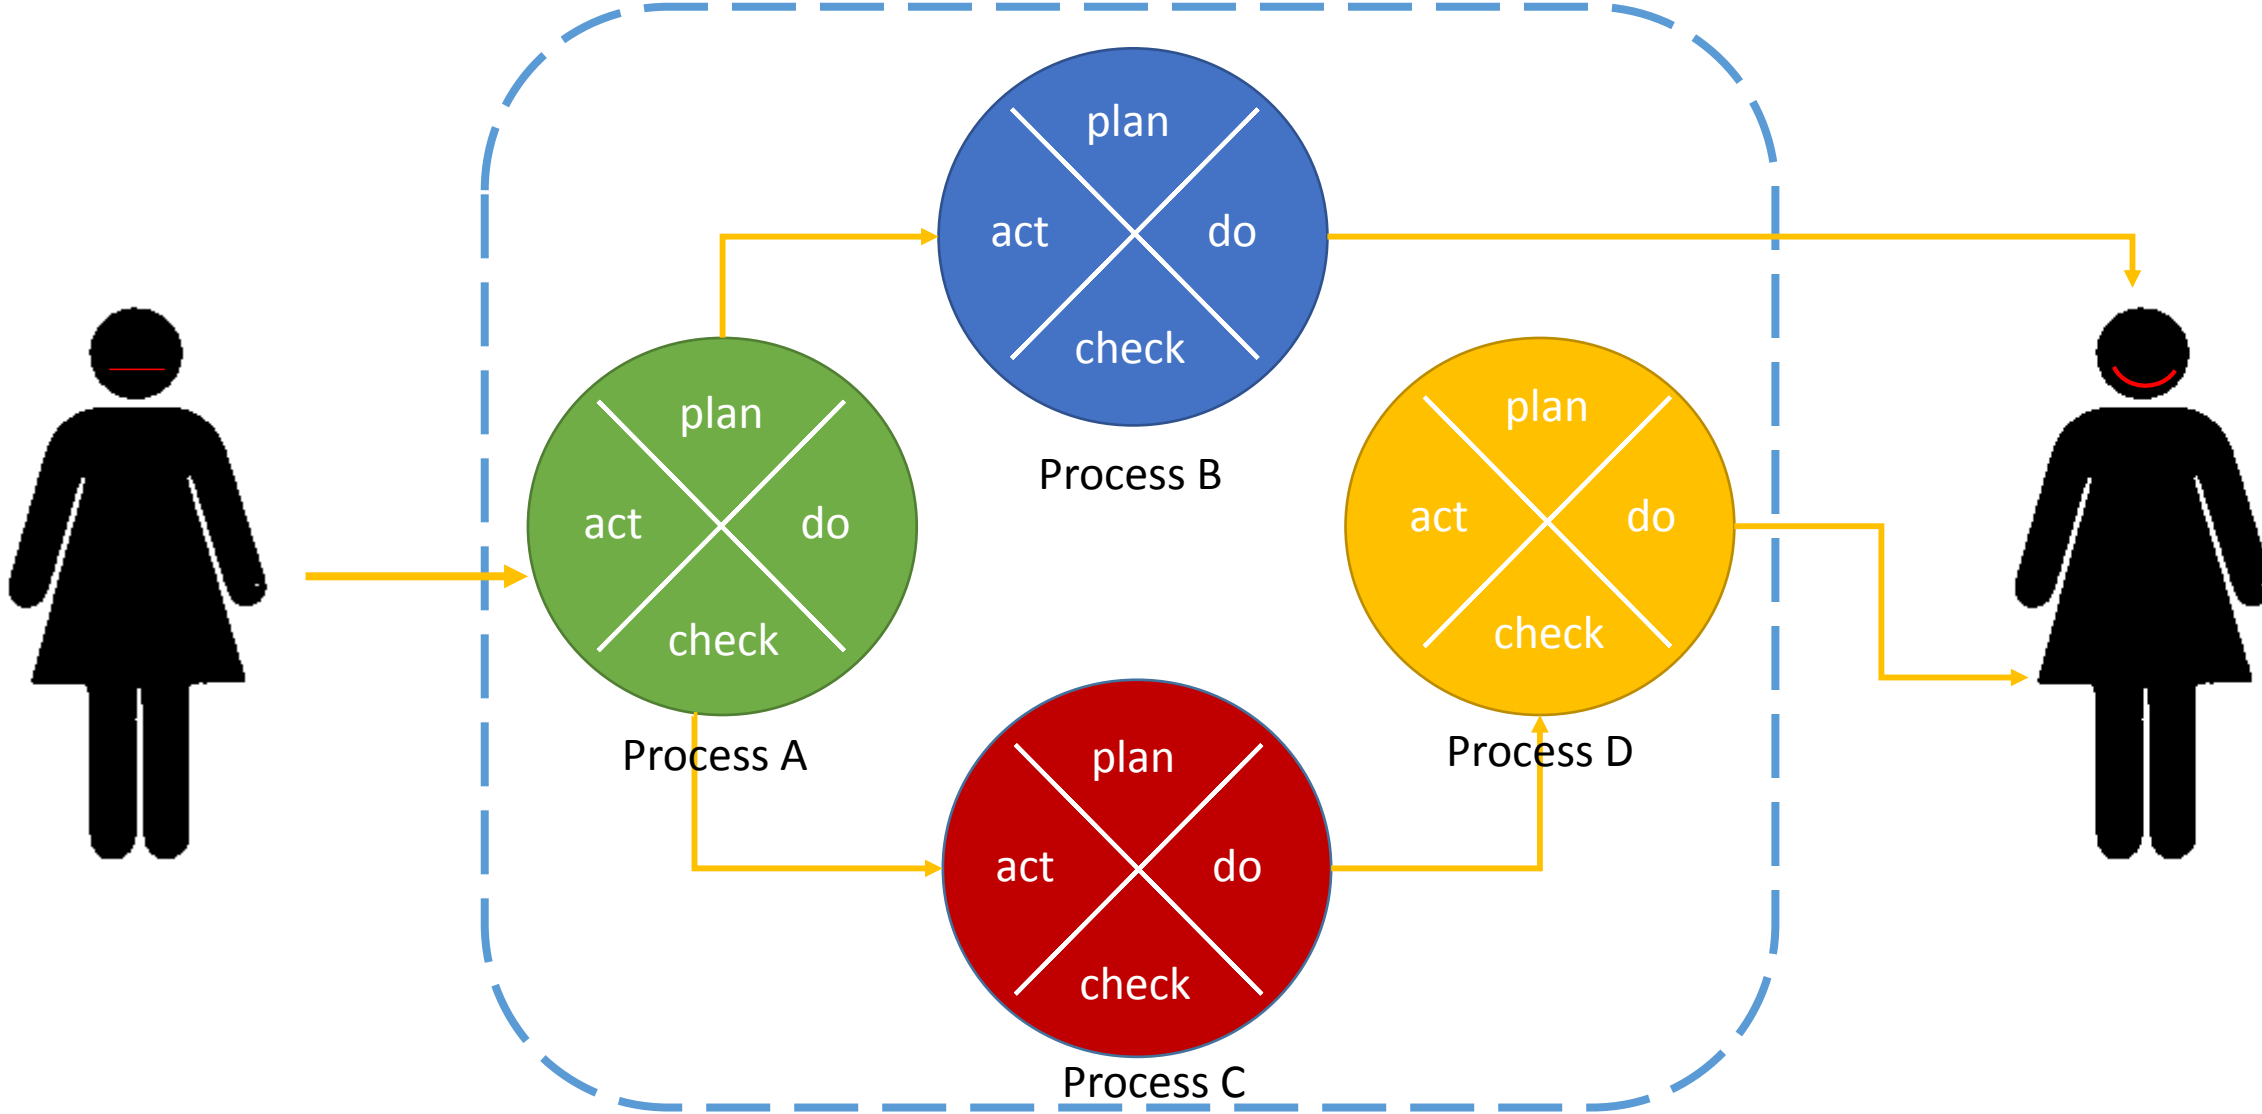 plan
act
do
check
Process B
plan
act
do
check
Process A
plan
act
do
check
Process D
plan
act
do
check
Process C